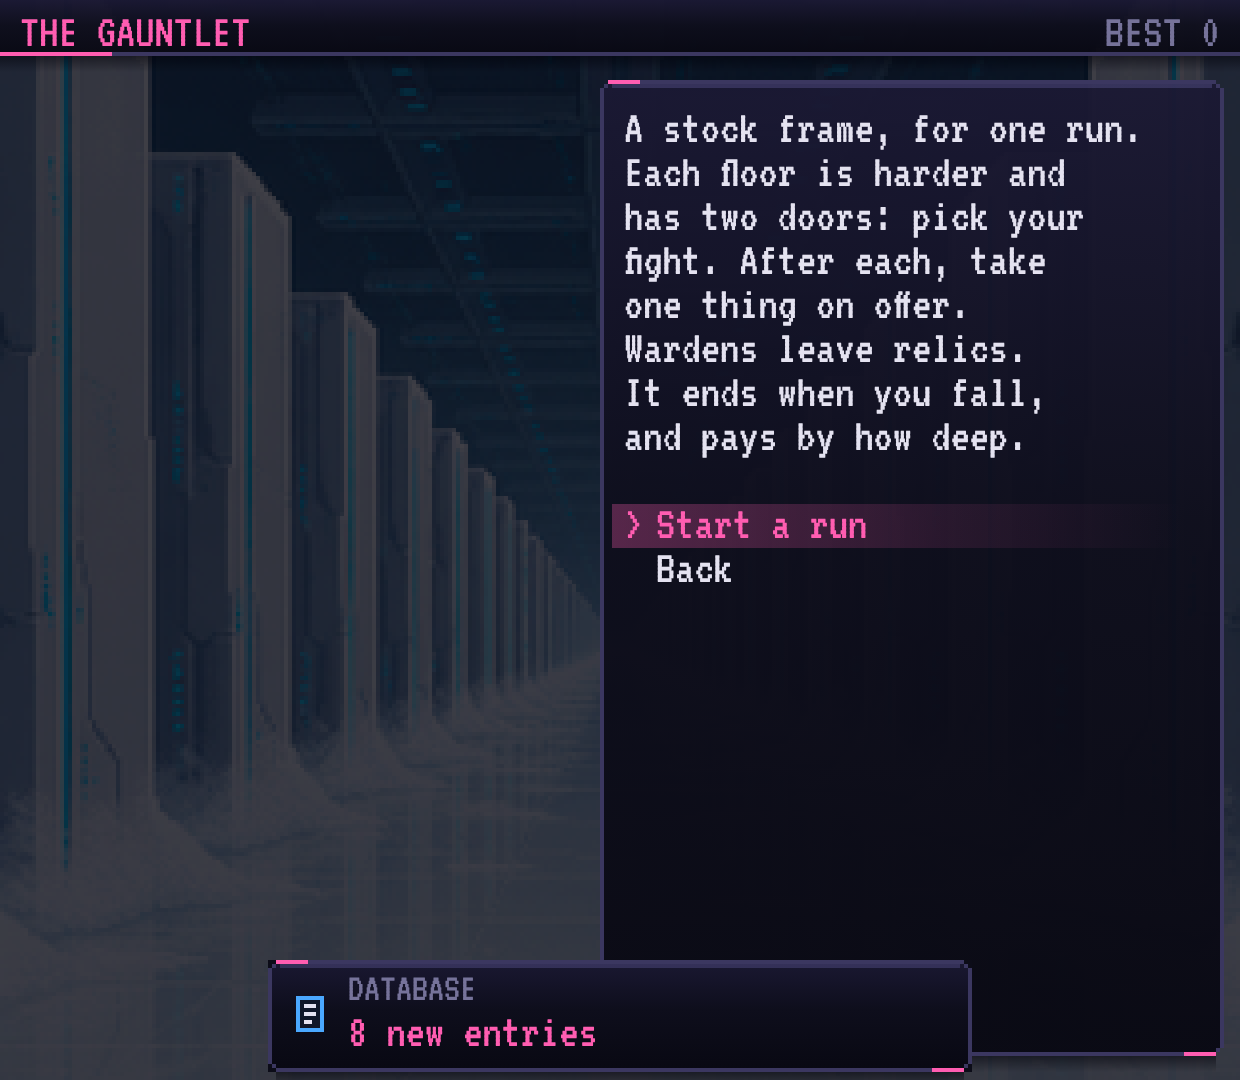 THE GAUNTLET
BEST 0
A stock frame, for one run.
Each floor is harder and
has two doors: pick your
fight. After each, take
one thing on offer.
Wardens leave relics.
It ends when you fall,
and pays by how deep.
> Start a run
Back
DATABASE
8 new entries